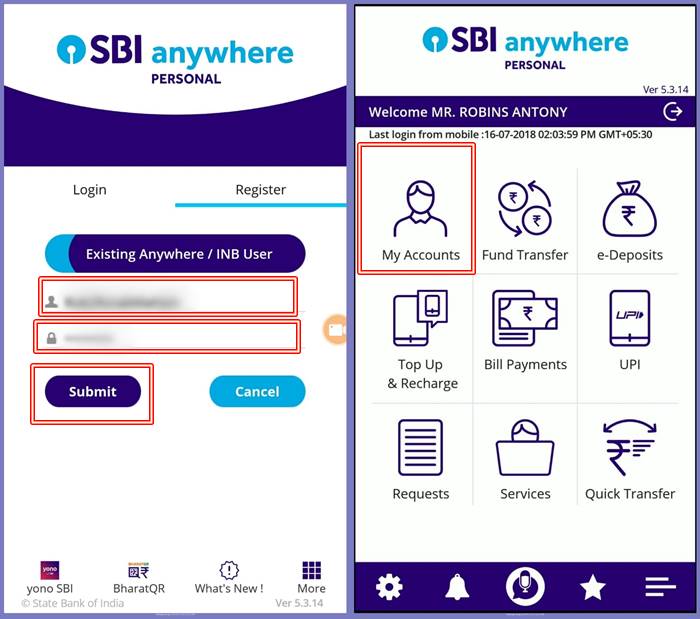 SBI anywhere
PERSONAL
Login Register
Existing Anywhere / INB User
Submit Cancel
yono
yono SBI BharatQR What's New ! More
© State Bank of India Ver 5.3.14
SBI anywhere
PERSONAL
Ver 5.3.14
Welcome MR. ROBINS ANTONY
Last login from mobile :16-07-2018 02:03:59 PM GMT+05:30
My Accounts Fund Transfer e-Deposits
UPI
Top Up
& Recharge Bill Payments UPI
Requests Services Quick Transfer